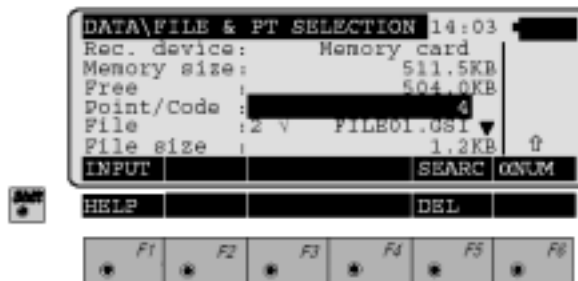 DATA\FILE & PT SELECTION 14:03
Rec. device: Memory card
Memory size: 511.5KB
Free : 504.0KB
Point/Code : 4
File :2 √ FILE01.GSI ▼
File size : 1.2KB ⇧
INPUT SEARC αNUM
HELP DEL
F1 F2 F3 F4 F5 F6